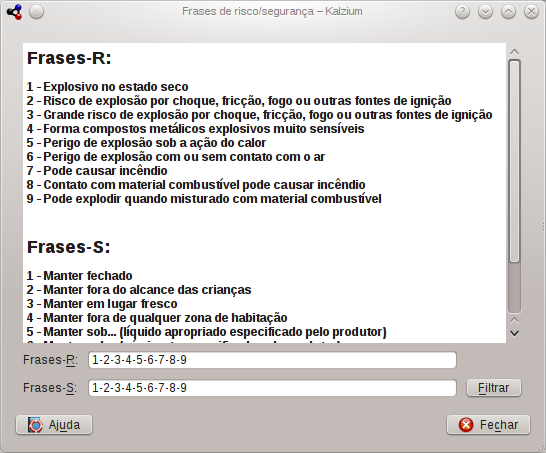 Frases de risco/segurança – Kalzium
Frases-R:
1 - Explosivo no estado seco
2 - Risco de explosão por choque, fricção, fogo ou outras fontes de ignição
3 - Grande risco de explosão por choque, fricção, fogo ou outras fontes de ignição
4 - Forma compostos metálicos explosivos muito sensíveis
5 - Perigo de explosão sob a ação do calor
6 - Perigo de explosão com ou sem contato com o ar
7 - Pode causar incêndio
8 - Contato com material combustível pode causar incêndio
9 - Pode explodir quando misturado com material combustível
Frases-S:
1 - Manter fechado
2 - Manter fora do alcance das crianças
3 - Manter em lugar fresco
4 - Manter fora de qualquer zona de habitação
5 - Manter sob... (líquido apropriado especificado pelo produtor)
Frases-R: 1-2-3-4-5-6-7-8-9
Frases-S: 1-2-3-4-5-6-7-8-9 Filtrar
Ajuda Fechar